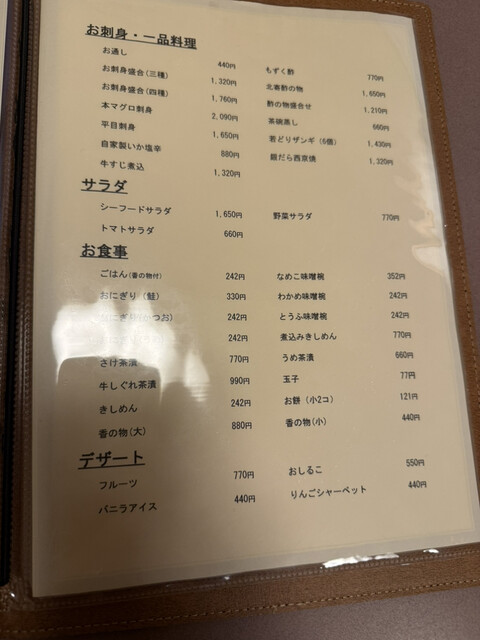 お刺身・一品料理
お通し 440円 もずく酢 770円
お刺身盛合(三種) 1,320円 北寄酢の物 1,650円
お刺身盛合(四種) 1,760円 酢の物盛合せ 1,210円
本マグロ刺身 2,090円 茶碗蒸し 660円
平目刺身 1,650円 若どりザンギ(6個) 1,430円
自家製いか塩辛 880円 銀だら西京焼 1,320円
牛すじ煮込 1,320円
サラダ
シーフードサラダ 1,650円 野菜サラダ 770円
トマトサラダ 660円
お食事
ごはん(香の物付) 242円 なめこ味噌椀 352円
おにぎり(鮭) 330円 わかめ味噌椀 242円
おにぎり(かつお) 242円 とうふ味噌椀 242円
おにぎり 242円 煮込みきしめん 770円
さけ茶漬 770円 うめ茶漬 660円
牛しぐれ茶漬 990円 玉子 77円
きしめん 242円 お餅(小2コ) 121円
香の物(大) 880円 香の物(小) 440円
デザート
フルーツ 770円 おしるこ 550円
バニラアイス 440円 りんごシャーベット 440円